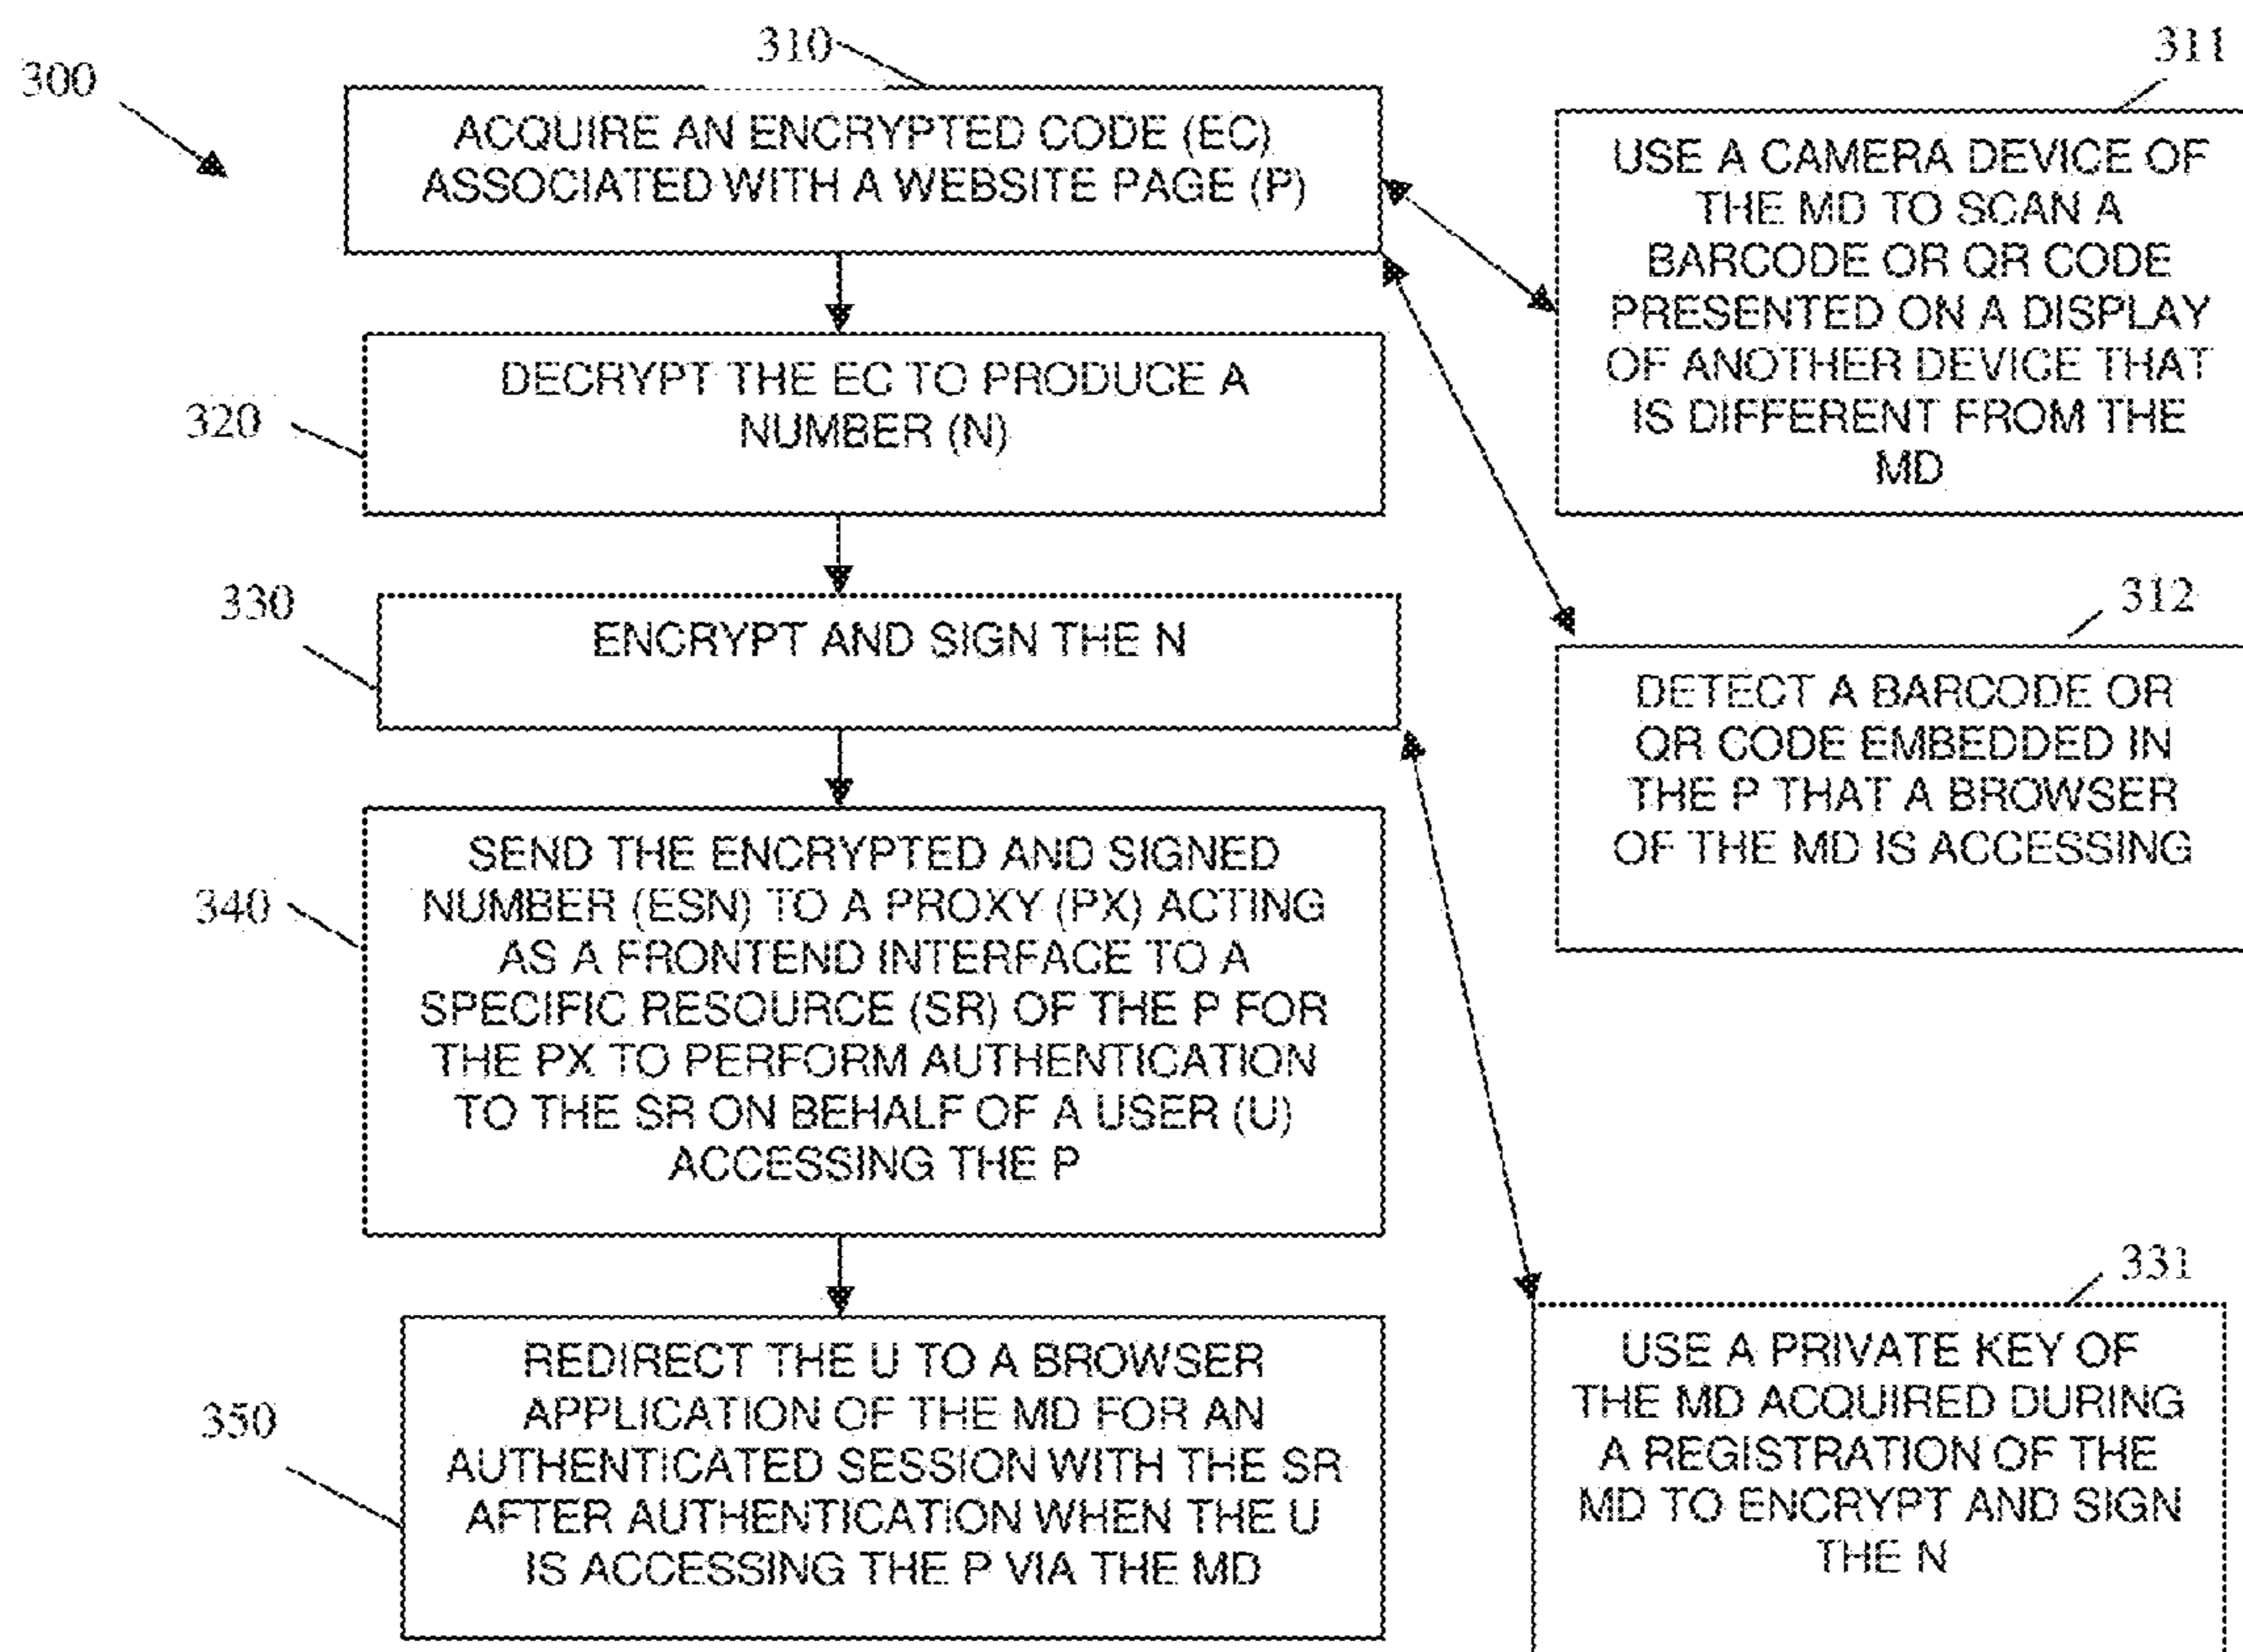 300
310
ACQUIRE AN ENCRYPTED CODE (EC)
ASSOCIATED WITH A WEBSITE PAGE (P)
311
USE A CAMERA DEVICE OF
THE MD TO SCAN A
BARCODE OR QR CODE
PRESENTED ON A DISPLAY
OF ANOTHER DEVICE THAT
IS DIFFERENT FROM THE
MD
320
DECRYPT THE EC TO PRODUCE A
NUMBER (N)
330
ENCRYPT AND SIGN THE N
312
DETECT A BARCODE OR
QR CODE EMBEDDED IN
THE P THAT A BROWSER
OF THE MD IS ACCESSING
340
SEND THE ENCRYPTED AND SIGNED
NUMBER (ESN) TO A PROXY (PX) ACTING
AS A FRONTEND INTERFACE TO A
SPECIFIC RESOURCE (SR) OF THE P FOR
THE PX TO PERFORM AUTHENTICATION
TO THE SR ON BEHALF OF A USER (U)
ACCESSING THE P
331
USE A PRIVATE KEY OF
THE MD ACQUIRED DURING
A REGISTRATION OF THE
MD TO ENCRYPT AND SIGN
THE N
350
REDIRECT THE U TO A BROWSER
APPLICATION OF THE MD FOR AN
AUTHENTICATED SESSION WITH THE SR
AFTER AUTHENTICATION WHEN THE U
IS ACCESSING THE P VIA THE MD